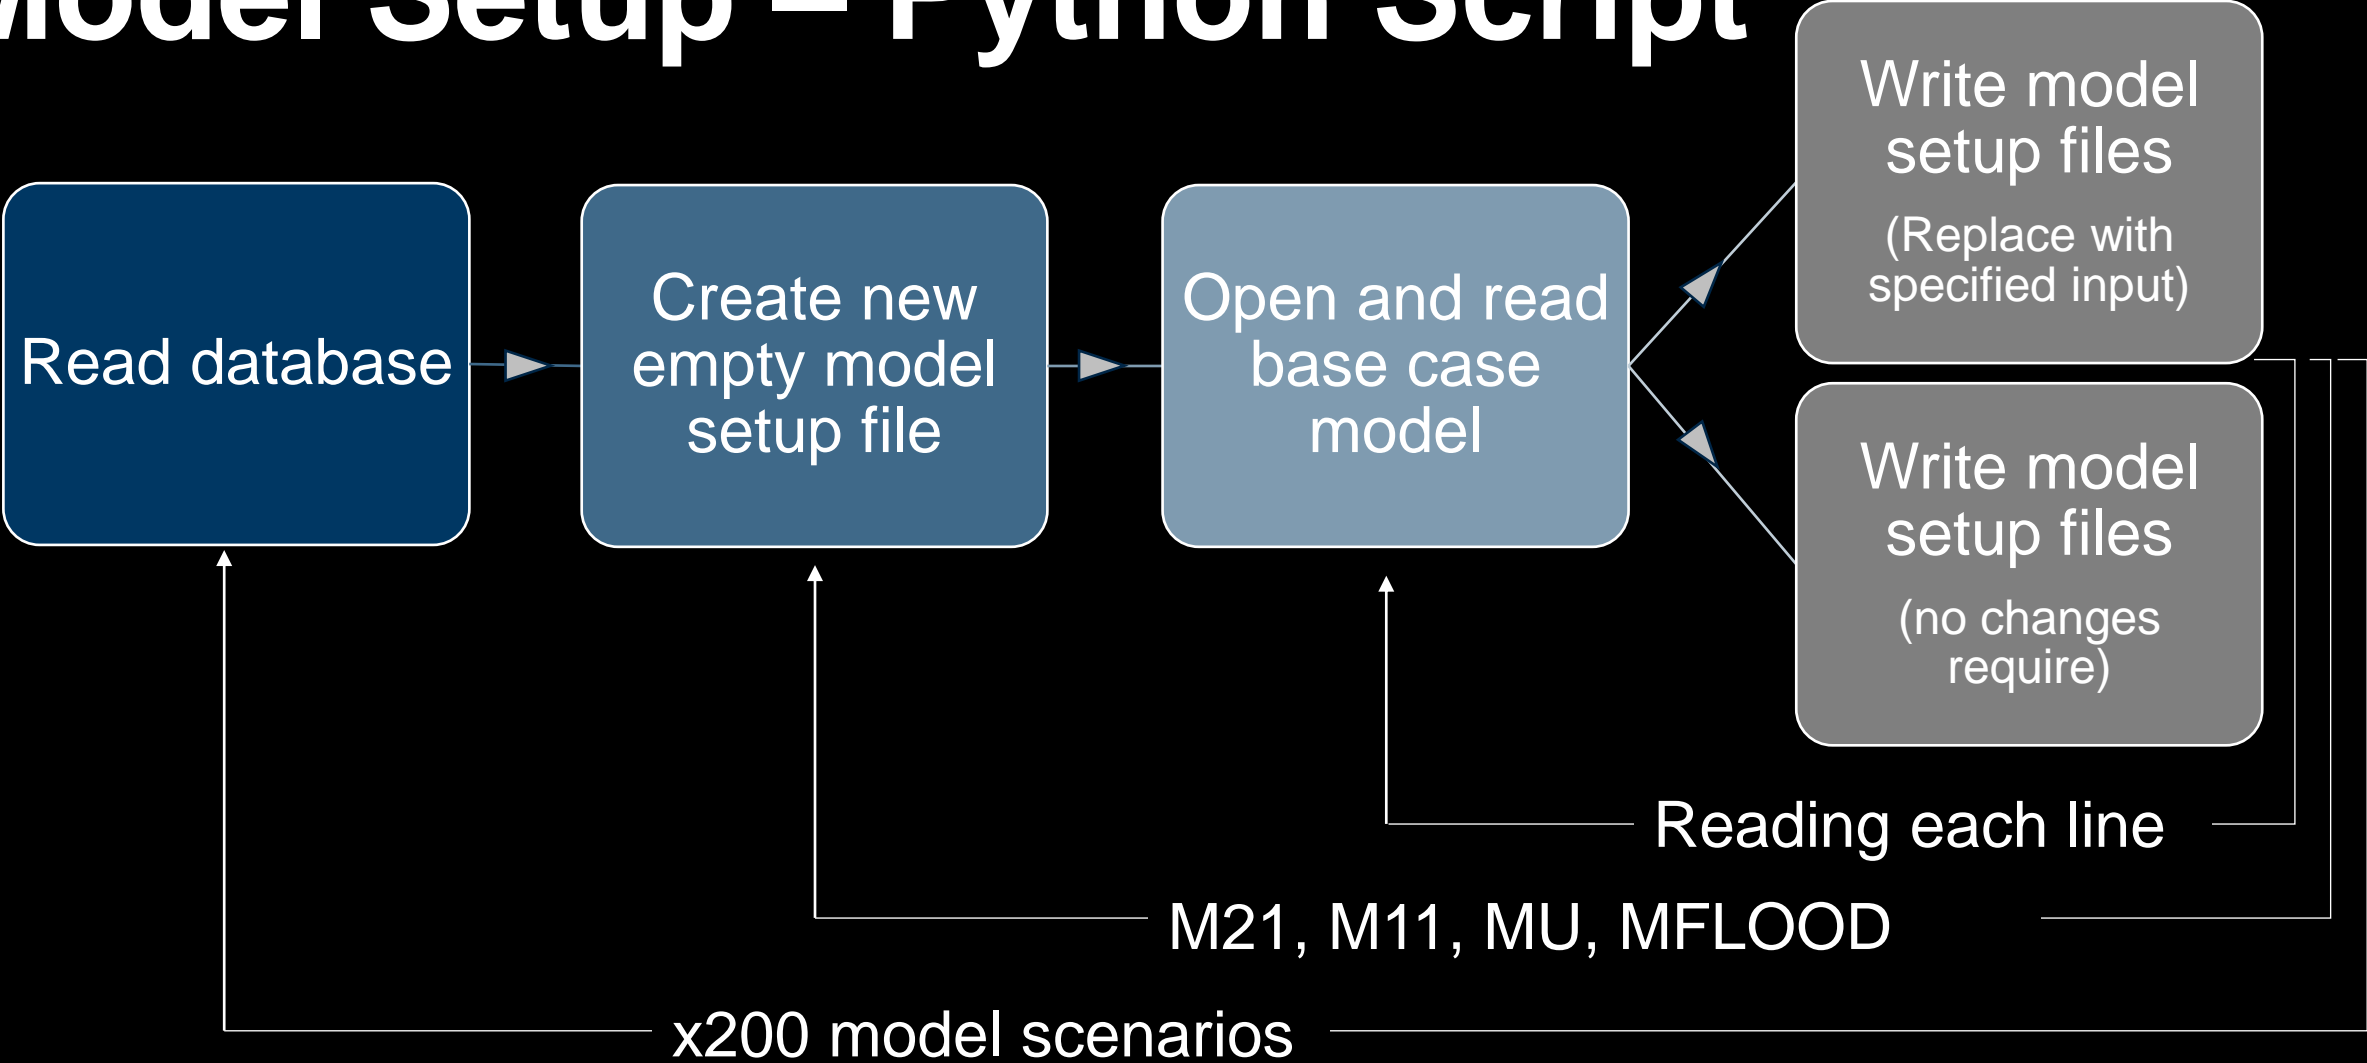 Model Setup – Python Script
Read database
Create new
empty model
setup file
Open and read
base case
model
Write model
setup files
(Replace with
specified input)
Write model
setup files
(no changes
require)
Reading each line
M21, M11, MU, MFLOOD
x200 model scenarios